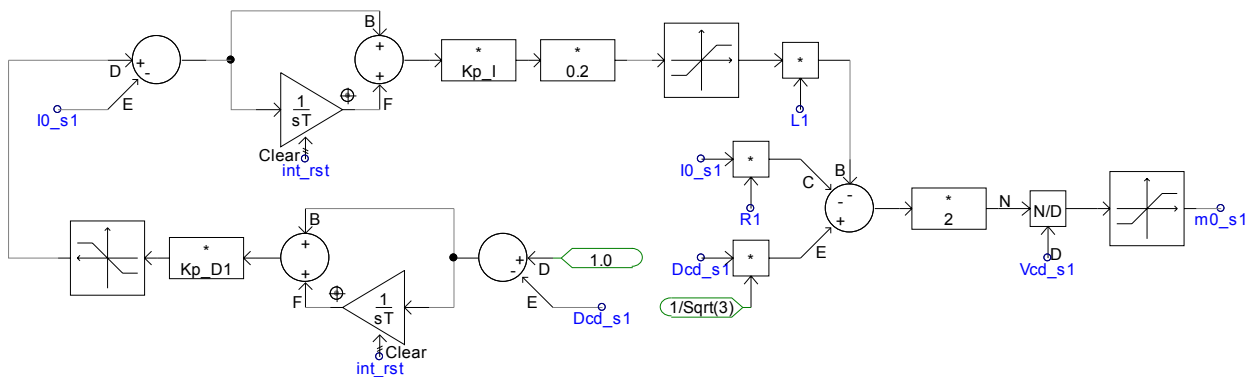 B
+
+
D
+
-
E
I0_s1
1
sT
F
Clear
int_rst
*
Kp_I
*
0.2
*
L1
I0_s1
*
R1
C
B
-
-
+
E
Dcd_s1
*
1/Sqrt(3)
*
2
N
N/D
D
Vcd_s1
m0_s1
*
Kp_D1
B
+
+
F
1
sT
Clear
int_rst
+
-
D
1.0
E
Dcd_s1